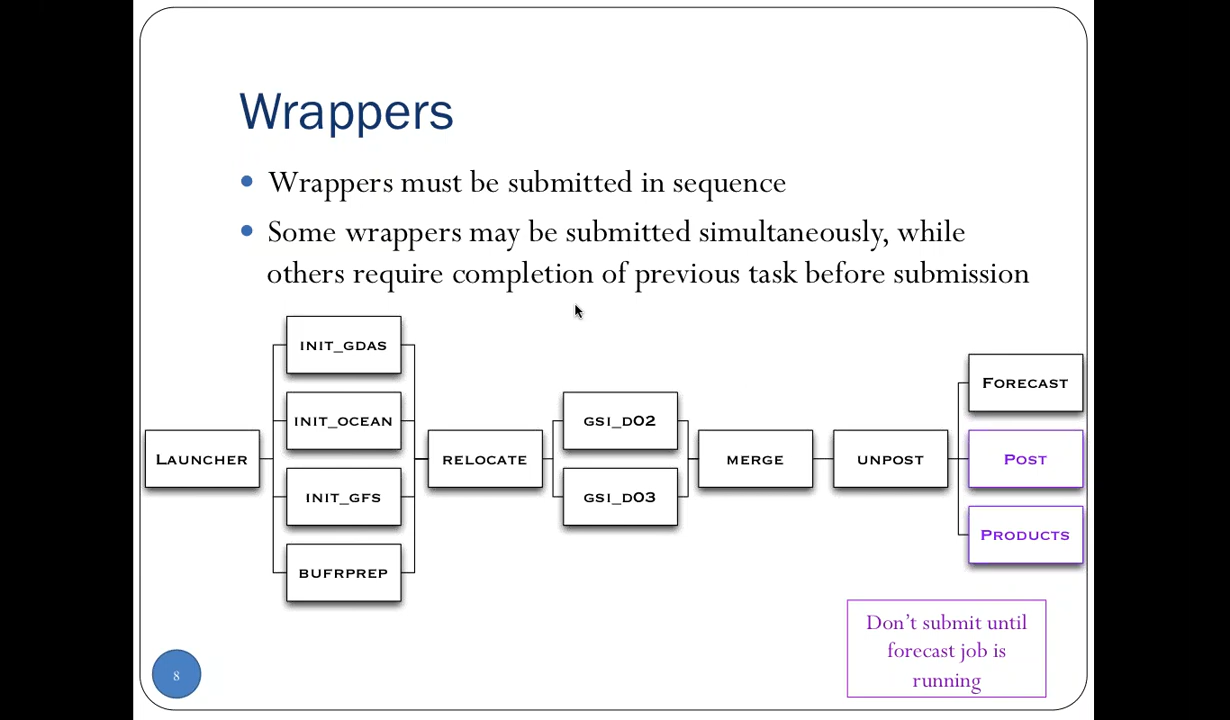 Wrappers
Wrappers must be submitted in sequence
Some wrappers may be submitted simultaneously, while
others require completion of previous task before submission
Launcher
INIT_GDAS
INIT_OCEAN
INIT_GFS
BUFRPREP
RELOCATE
GSI_D02
GSI_D03
MERGE
UNPOST
Forecast
Post
Products
Don't submit until
forecast job is
running
8